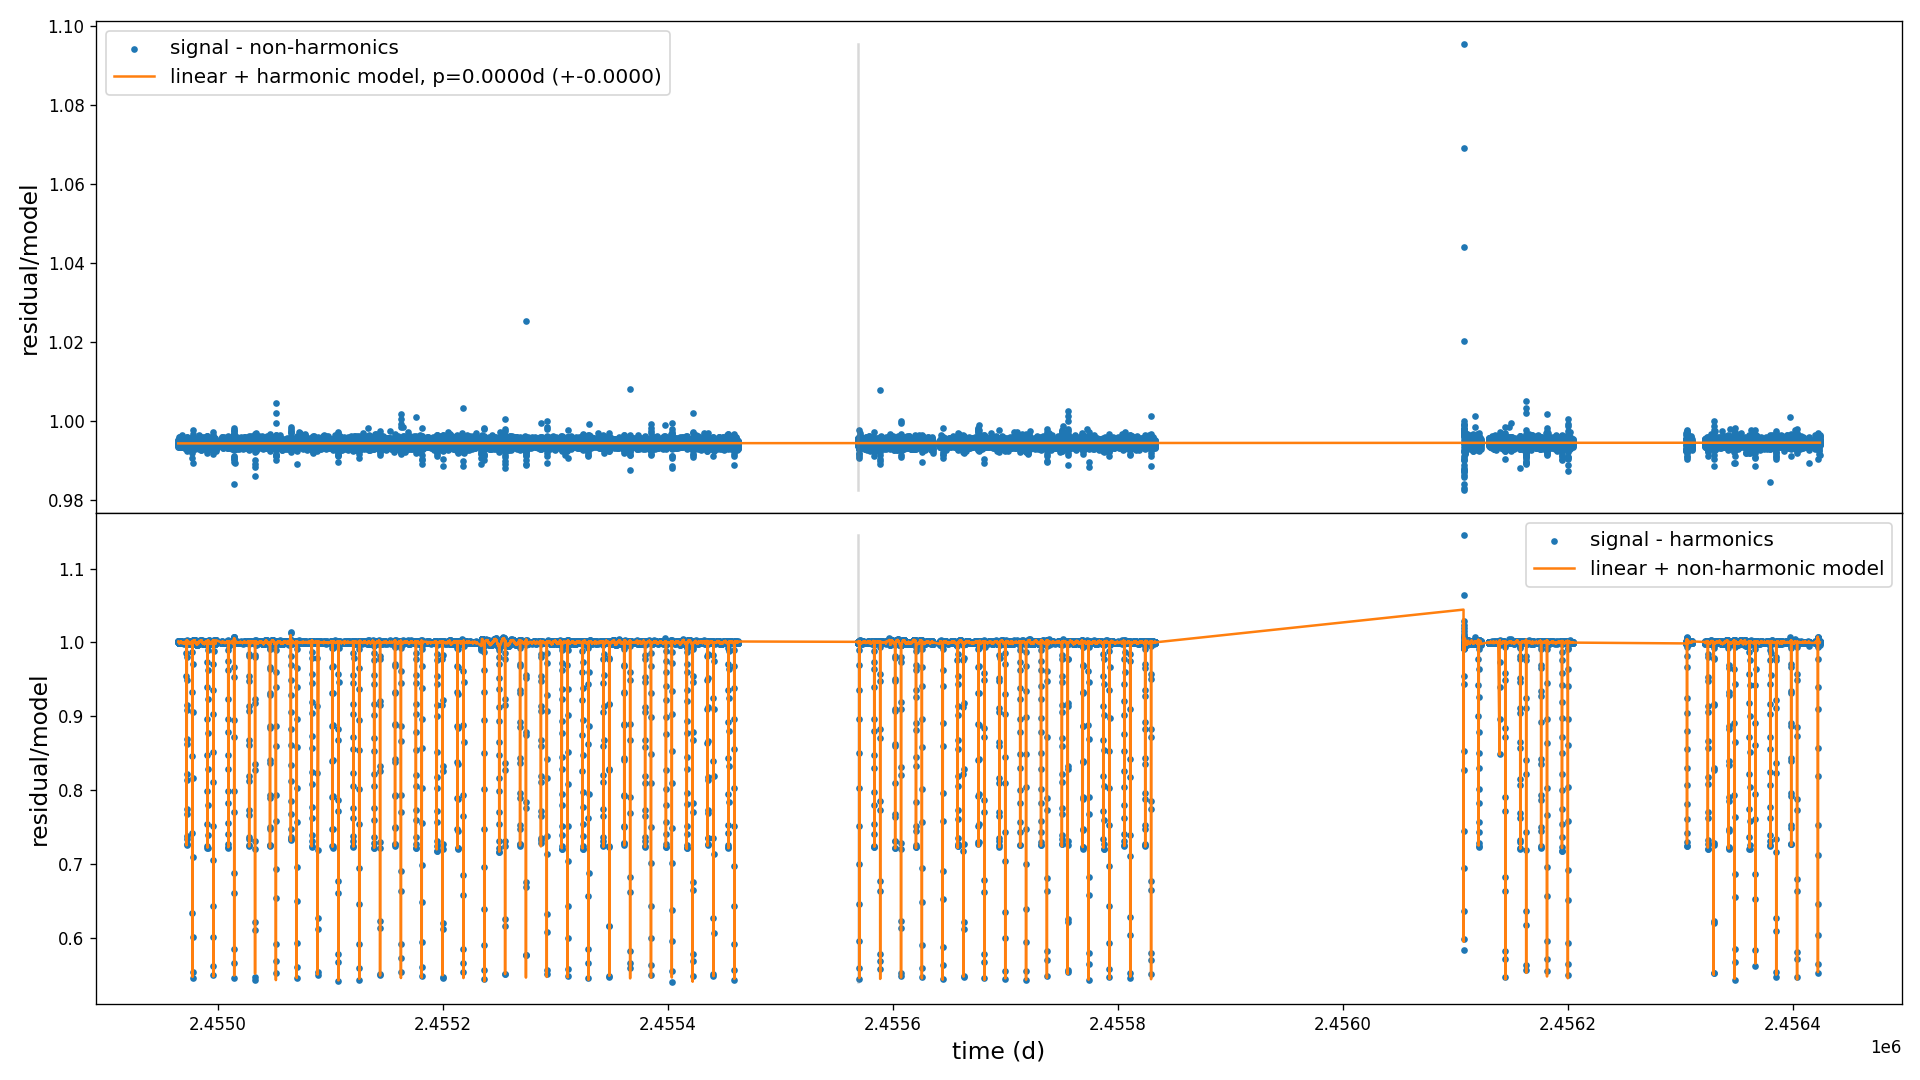 1.10
1.08
1.06
1.04
1.02
1.00
0.98
residual/model
signal - non-harmonics
linear + harmonic model, p=0.0000d (+-0.0000)
1.1
1.0
0.9
0.8
0.7
0.6
residual/model
signal - harmonics
linear + non-harmonic model
2.4550
2.4552
2.4554
2.4556
2.4558
2.4560
2.4562
2.4564
1e6
time (d)